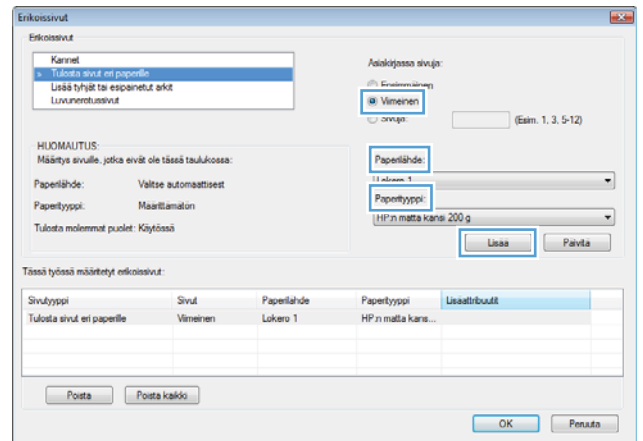 Erikoissivut
Erikoissivut
Kannet
» Tulosta sivut eri paperille
Lisää tyhjät tai esipainetut arkit
Luvunerotussivut
Asiakirjassa sivuja:
Ensimmäinen
Viimeinen
Sivuja:
(Esim. 1, 3, 5-12)
HUOMAUTUS:
Määritys sivuille, jotka eivät ole tässä taulukossa:
Paperilähde: Valitse automaattisest
Paperityyppi: Määrittämätön
Tulosta molemmat puolet: Käytössä
Paperilähde:
Lokero 1
Paperityyppi:
HP:n matta kansi 200 g
Lisää Päivitä
Tässä työssä määritetyt erikoissivut:
Sivutyyppi Sivut Paperilähde Paperityyppi Lisäattribuutit
Tulosta sivut eri paperille Viimeinen Lokero 1 HP:n matta kans...
Poista Poista kaikki
OK Peruuta